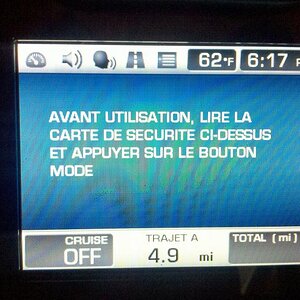 62°F 6:17 P
AVANT UTILISATION, LIRE LA
CARTE DE SECURITE CI-DESSUS
ET APPUYER SUR LE BOUTON
MODE
CRUISE TRAJET A TOTAL (mi)
OFF 4.9 mi